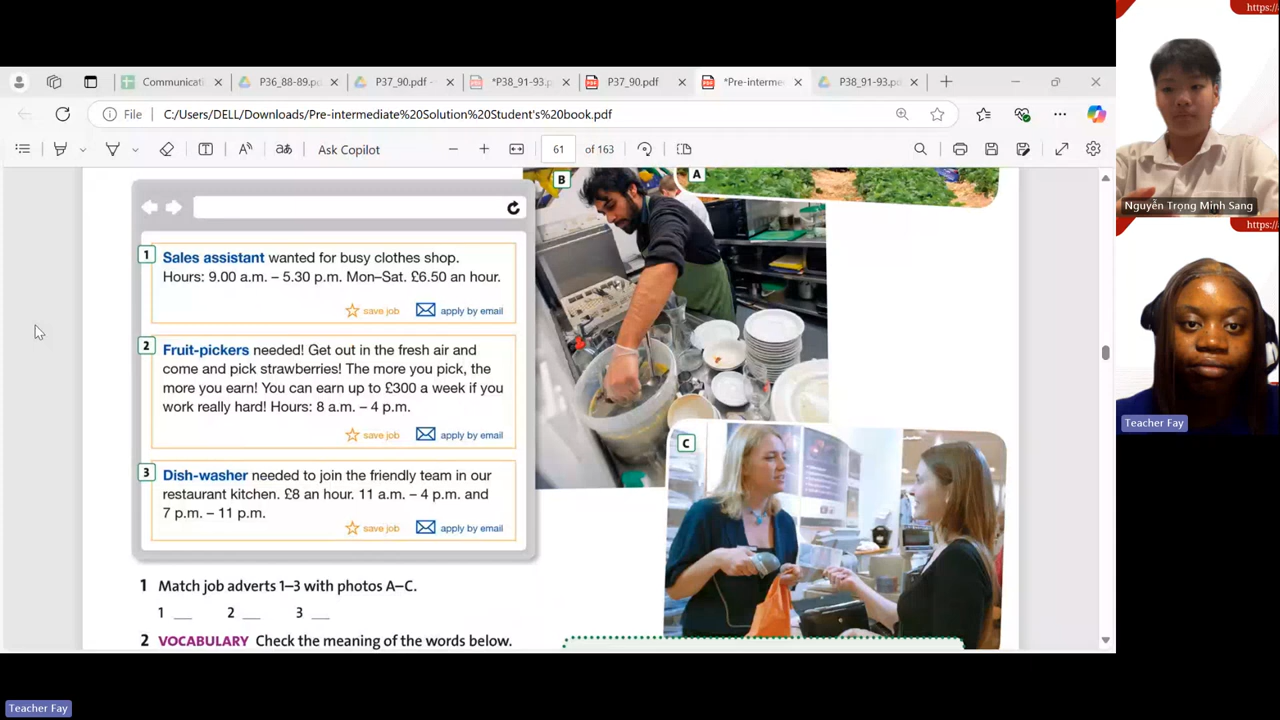 https://
Communicati
P36_88-89.
P37_90.pdf -
*P38_91-93.p
P37_90.pdf
*Pre-interme
P38_91-93.pd
File
C:/Users/DELL/Downloads/Pre-intermediate%20Solution%20Student's%20book.pdf
Ask Copilot
61
of 163
B
A
1
Sales assistant wanted for busy clothes shop.
Hours: 9.00 a.m. – 5.30 p.m. Mon–Sat. £6.50 an hour.
save job
apply by email
2
Fruit-pickers needed! Get out in the fresh air and
come and pick strawberries! The more you pick, the
more you earn! You can earn up to £300 a week if you
work really hard! Hours: 8 a.m. – 4 p.m.
save job
apply by email
3
Dish-washer needed to join the friendly team in our
restaurant kitchen. £8 an hour. 11 a.m. – 4 p.m. and
7 p.m. – 11 p.m.
save job
apply by email
C
1 Match job adverts 1–3 with photos A–C.
1 __ 2 __ 3 __
2 VOCABULARY Check the meaning of the words below.
Nguyễn Trọng Minh Sang
https://
Teacher Fay
Teacher Fay